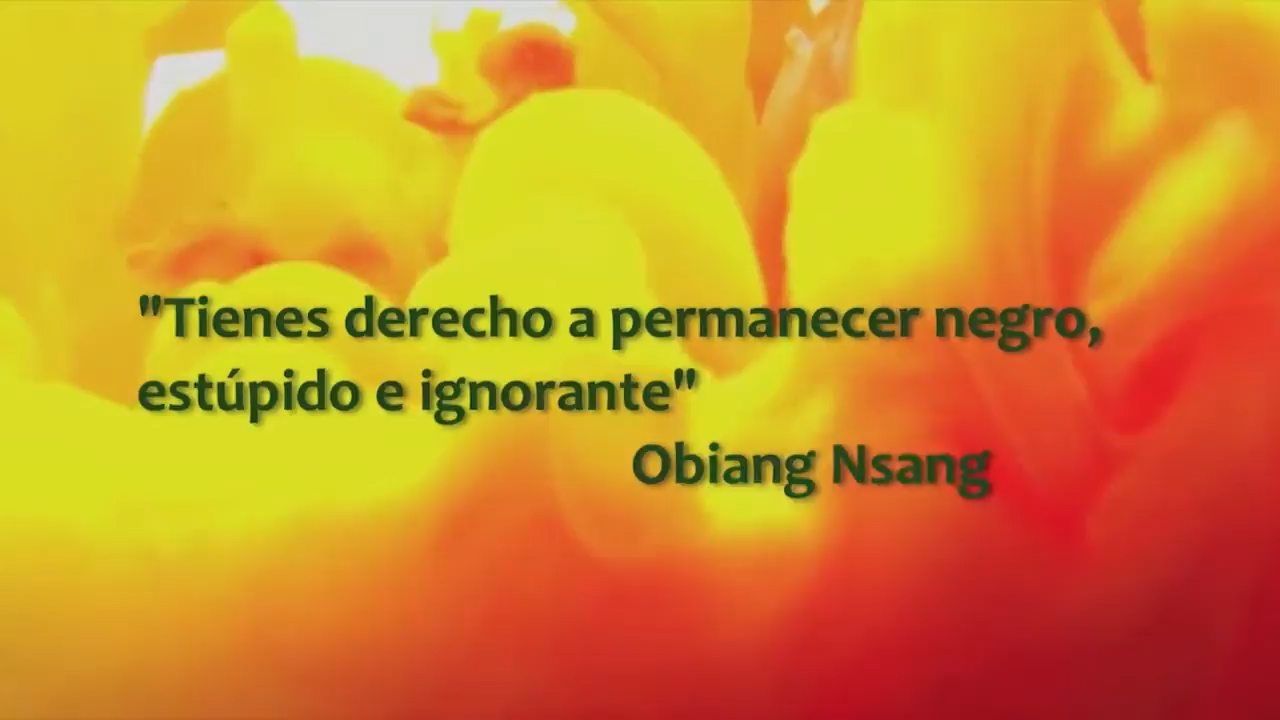 "Tienes derecho a permanecer negro,
estúpido e ignorante"
Obiang Nsang